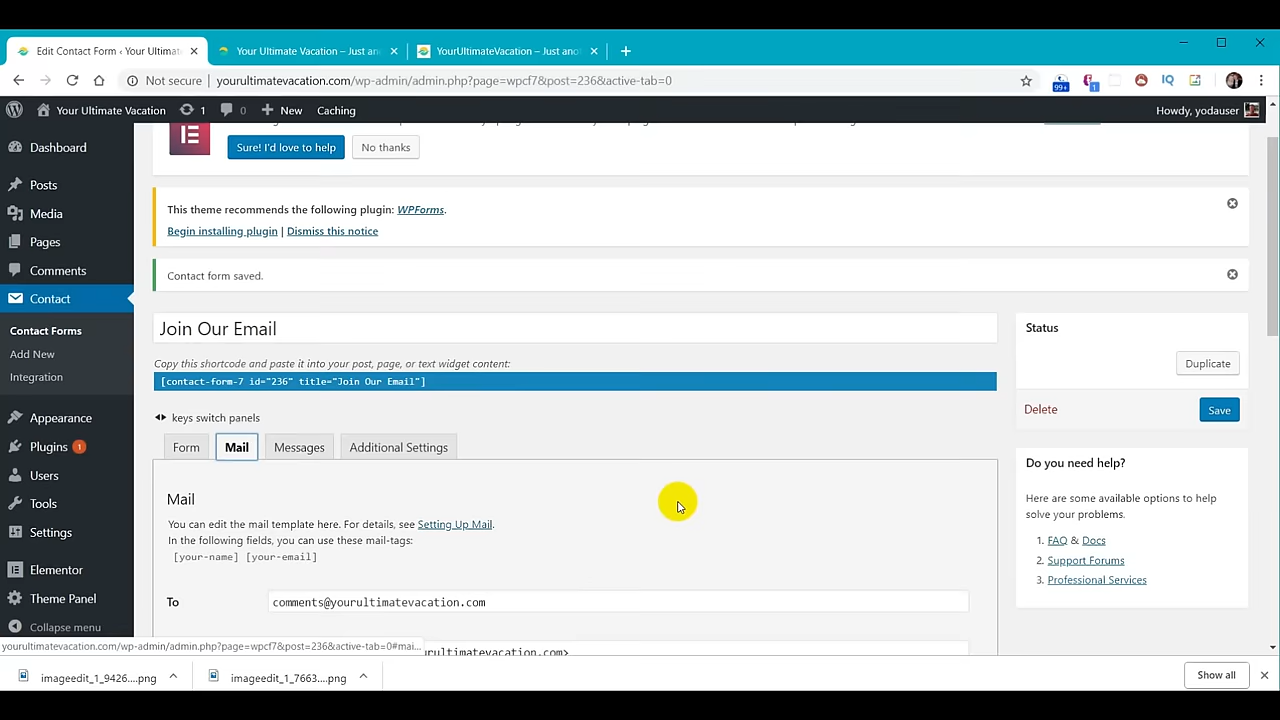 Edit Contact Form ‹ Your Ultima
Your Ultimate Vacation – Just an
YourUltimateVacation – Just ano
Not secure | yourultimatevacation.com/wp-admin/admin.php?page=wpcf7&post=236&active-tab=0
99+
1
IQ
Your Ultimate Vacation
1
0
New
Caching
Howdy, yodauser
Dashboard
Posts
Media
Pages
Comments
Contact
Contact Forms
Add New
Integration
Appearance
Plugins 1
Users
Tools
Settings
Elementor
Theme Panel
Collapse menu
Sure! I'd love to help
No thanks
This theme recommends the following plugin: WPForms.
Begin installing plugin | Dismiss this notice
Contact form saved.
Join Our Email
Copy this shortcode and paste it into your post, page, or text widget content:
[contact-form-7 id="236" title="Join Our Email"]
keys switch panels
Form
Mail
Messages
Additional Settings
Mail
You can edit the mail template here. For details, see Setting Up Mail.
In the following fields, you can use these mail-tags:
[your-name] [your-email]
To
comments@yourultimatevacation.com
urultimatevacation.com>
Status
Duplicate
Delete
Save
Do you need help?
Here are some available options to help
solve your problems.
1. FAQ & Docs
2. Support Forums
3. Professional Services
yourultimatevacation.com/wp-admin/admin.php?page=wpcf7&post=236&active-tab=0#mai...
imageedit_1_9426....png
imageedit_1_7663....png
Show all